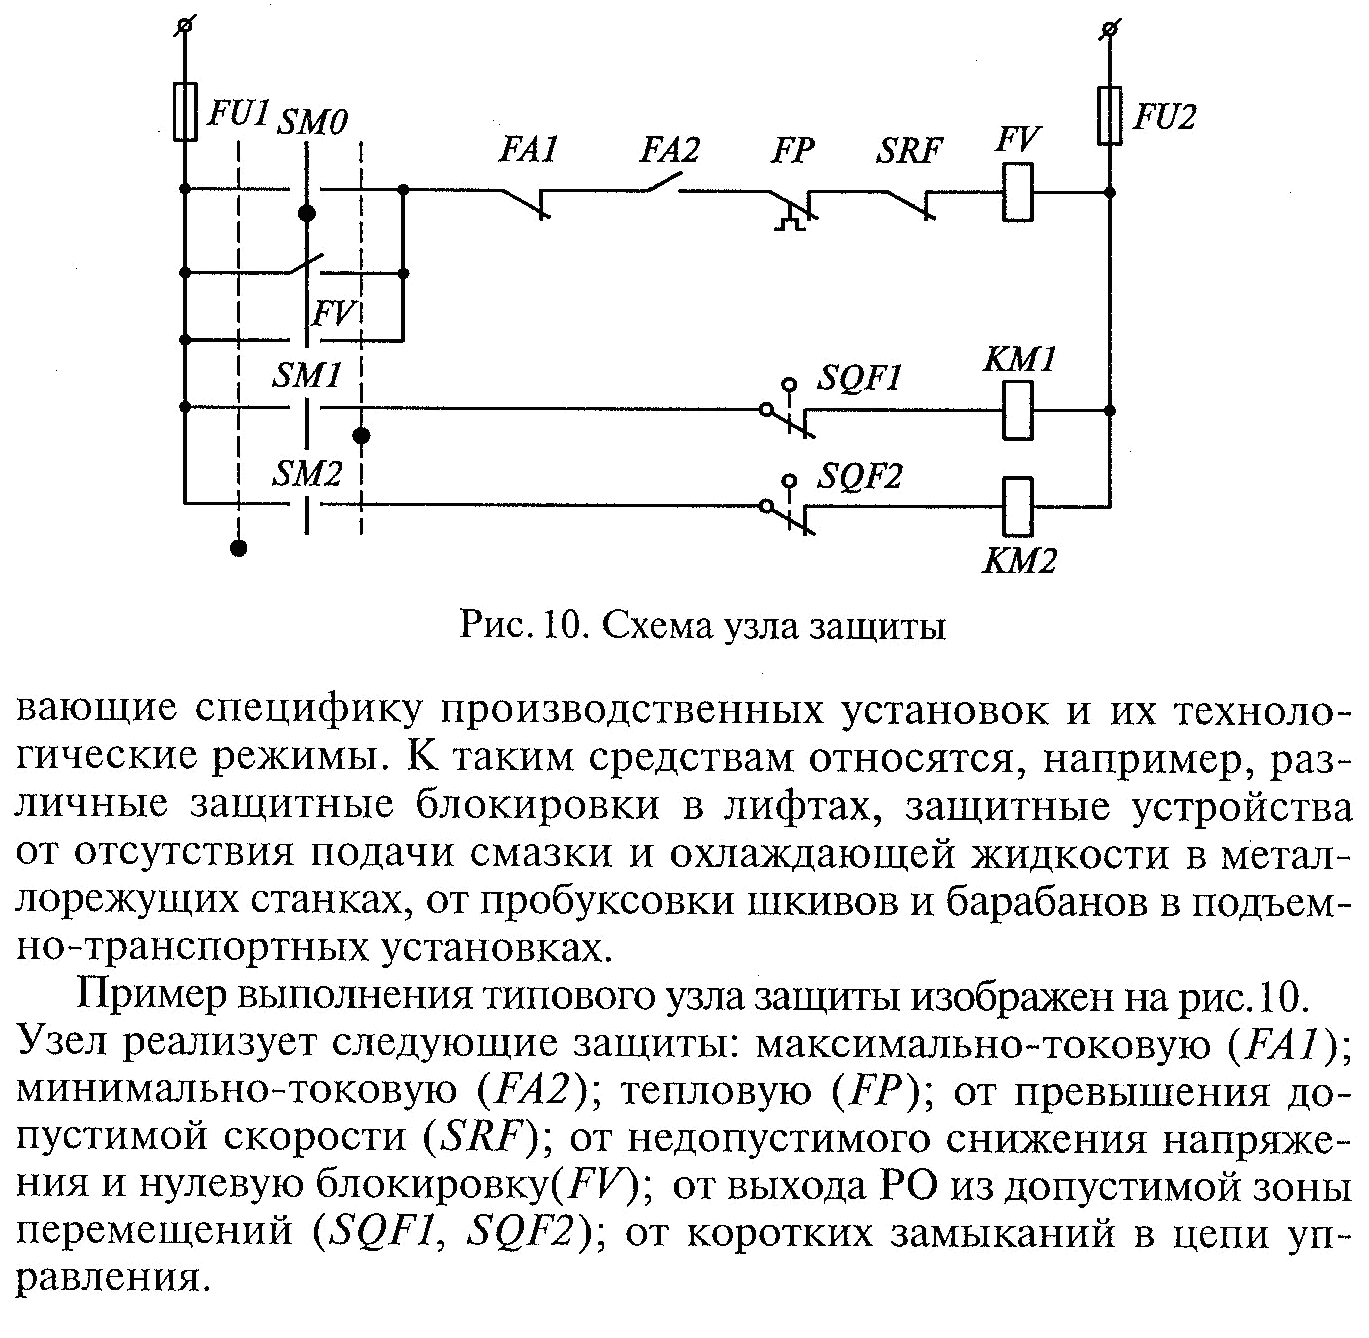 FU1 SM0 FA1 FA2 FP SRF FV FU2
FV
SM1 SQF1 KM1
SM2 SQF2
KM2
Рис. 10. Схема узла защиты
вающие специфику производственных установок и их техноло-
гические режимы. К таким средствам относятся, например, раз-
личные защитные блокировки в лифтах, защитные устройства
от отсутствия подачи смазки и охлаждающей жидкости в метал-
лорежущих станках, от пробуксовки шкивов и барабанов в подъем-
но-транспортных установках.
Пример выполнения типового узла защиты изображен на рис.10.
Узел реализует следующие защиты: максимально-токовую (FA1);
минимально-токовую (FA2); тепловую (FP); от превышения до-
пустимой скорости (SRF); от недопустимого снижения напряже-
ния и нулевую блокировку(FV); от выхода РО из допустимой зоны
перемещений (SQF1, SQF2); от коротких замыканий в цепи уп-
равления.